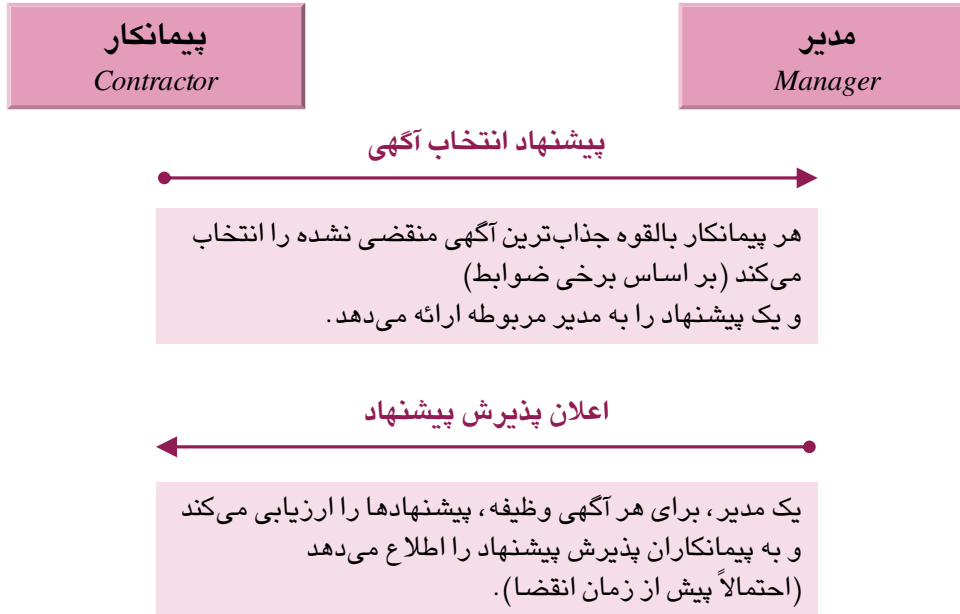 مدیر
Manager
پیمانکار
Contractor
پیشنهاد انتخاب آگهی
هر پیمانکار بالقوه جذاب‌ترین آگهی منقضی نشده را انتخاب
می‌کند (بر اساس برخی ضوابط)
و یک پیشنهاد را به مدیر مربوطه ارائه می‌دهد.
اعلان پذیرش پیشنهاد
یک مدیر، برای هر آگهی وظیفه، پیشنهادها را ارزیابی می‌کند
و به پیمانکاران پذیرش پیشنهاد را اطلاع می‌دهد
(احتمالاً پیش از زمان انقضا).